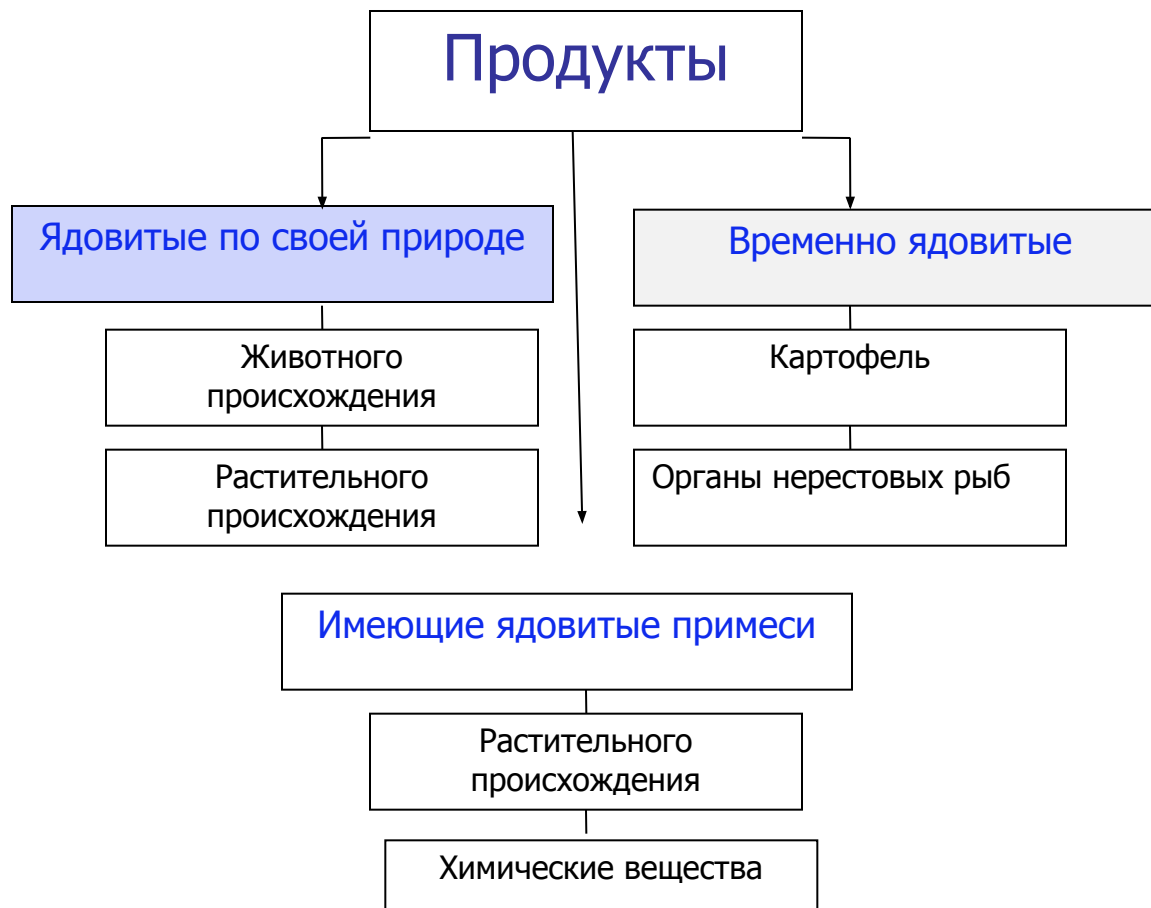 Продукты
Ядовитые по своей природе
Животного
происхождения
Растительного
происхождения
Временно ядовитые
Картофель
Органы нерестовых рыб
Имеющие ядовитые примеси
Растительного
происхождения
Химические вещества